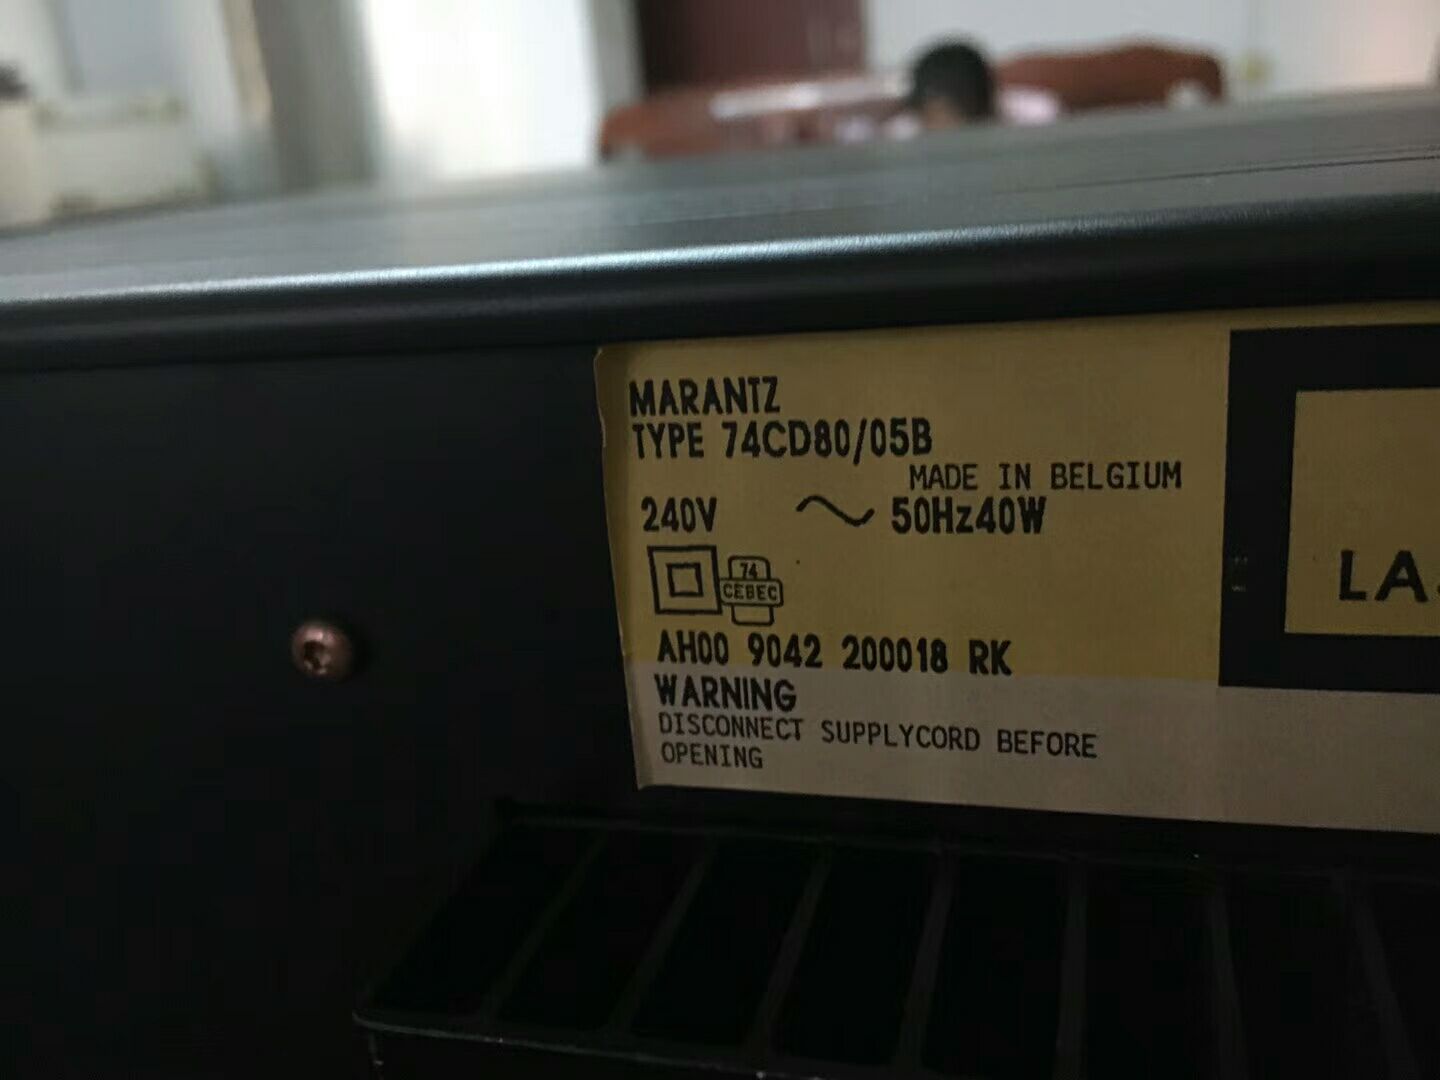 MARANTZ
TYPE 74CD80/05B
MADE IN BELGIUM
240V ~ 50Hz40W
74
CEBEC
AH00 9042 200018 RK
WARNING
DISCONNECT SUPPLYCORD BEFORE
OPENING